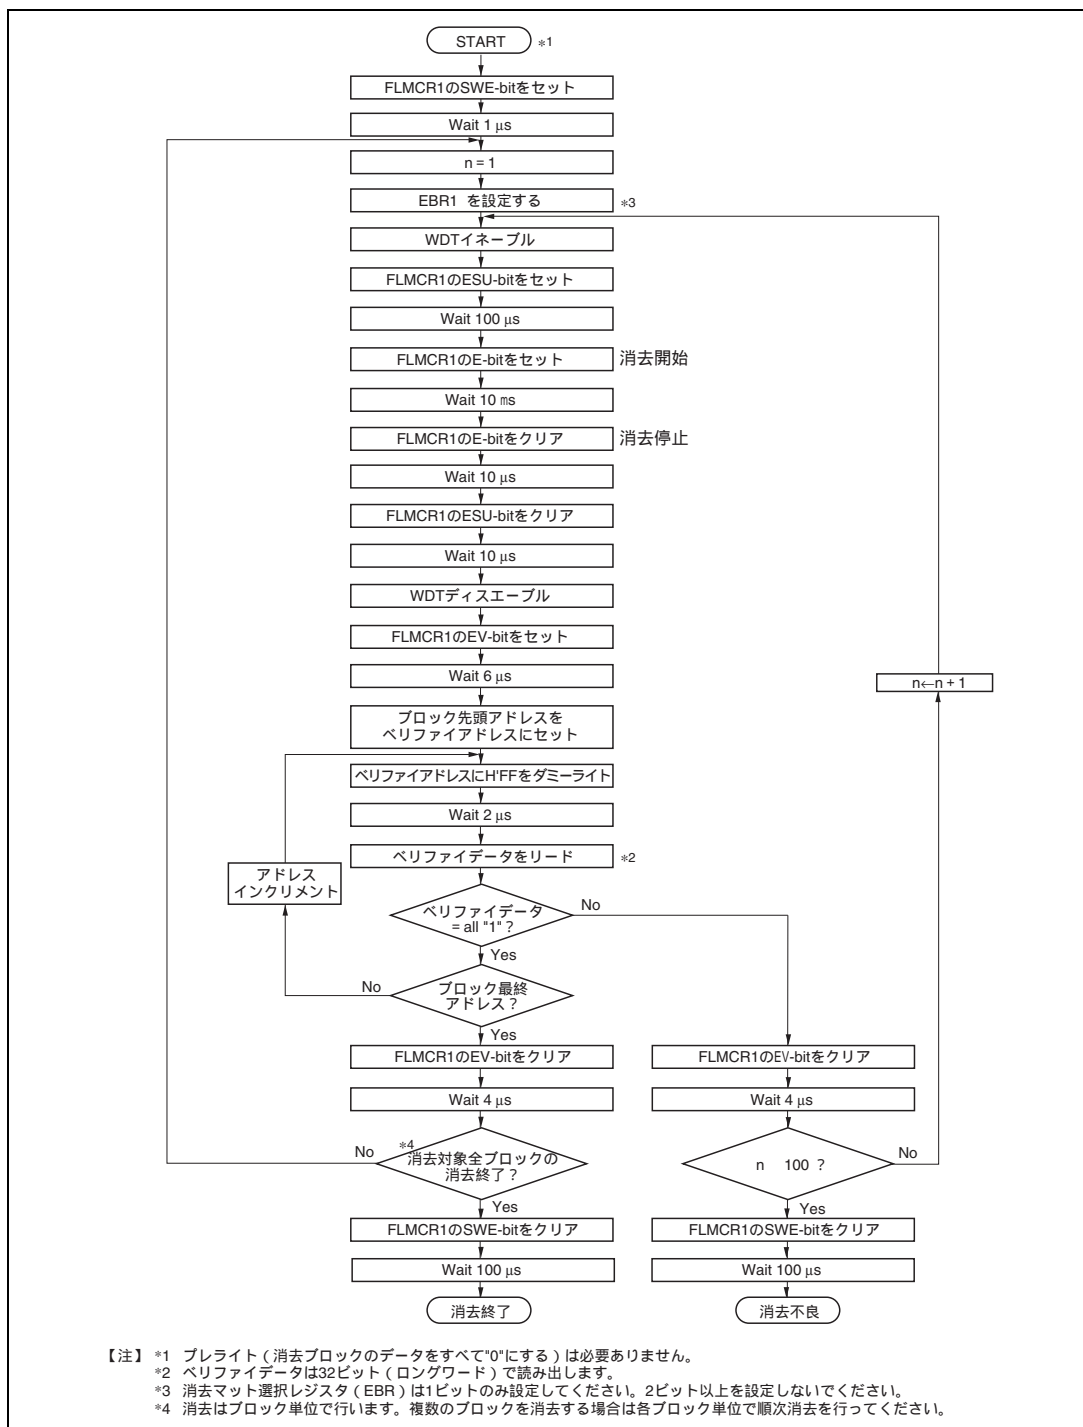 START *1
FLMCR1のSWE-bitをセット
Wait 1 μs
n = 1
EBR1 を設定する *3
WDTイネーブル
FLMCR1のESU-bitをセット
Wait 100 μs
FLMCR1のE-bitをセット 消去開始
Wait 10 ms
FLMCR1のE-bitをクリア 消去停止
Wait 10 μs
FLMCR1のESU-bitをクリア
Wait 10 μs
WDTディスエーブル
FLMCR1のEV-bitをセット
Wait 6 μs
n←n + 1
ブロック先頭アドレスを
ベリファイアドレスにセット
ベリファイアドレスにH'FFをダミーライト
Wait 2 μs
ベリファイデータをリード *2
アドレス
インクリメント
ベリファイデータ
= all "1" ?
No
Yes
No
ブロック最終
アドレス？
Yes
FLMCR1のEV-bitをクリア
FLMCR1のEV-bitをクリア
Wait 4 μs
Wait 4 μs
No
*4
消去対象全ブロックの
消去終了？
n 100 ?
No
Yes
Yes
FLMCR1のSWE-bitをクリア
FLMCR1のSWE-bitをクリア
Wait 100 μs
Wait 100 μs
消去終了
消去不良
【注】 *1 プレライト（消去ブロックのデータをすべて"0"にする）は必要ありません。
*2 ベリファイデータは32ビット（ロングワード）で読み出します。
*3 消去マット選択レジスタ（EBR）は1ビットのみ設定してください。2ビット以上を設定しないでください。
*4 消去はブロック単位で行います。複数のブロックを消去する場合は各ブロック単位で順次消去を行ってください。